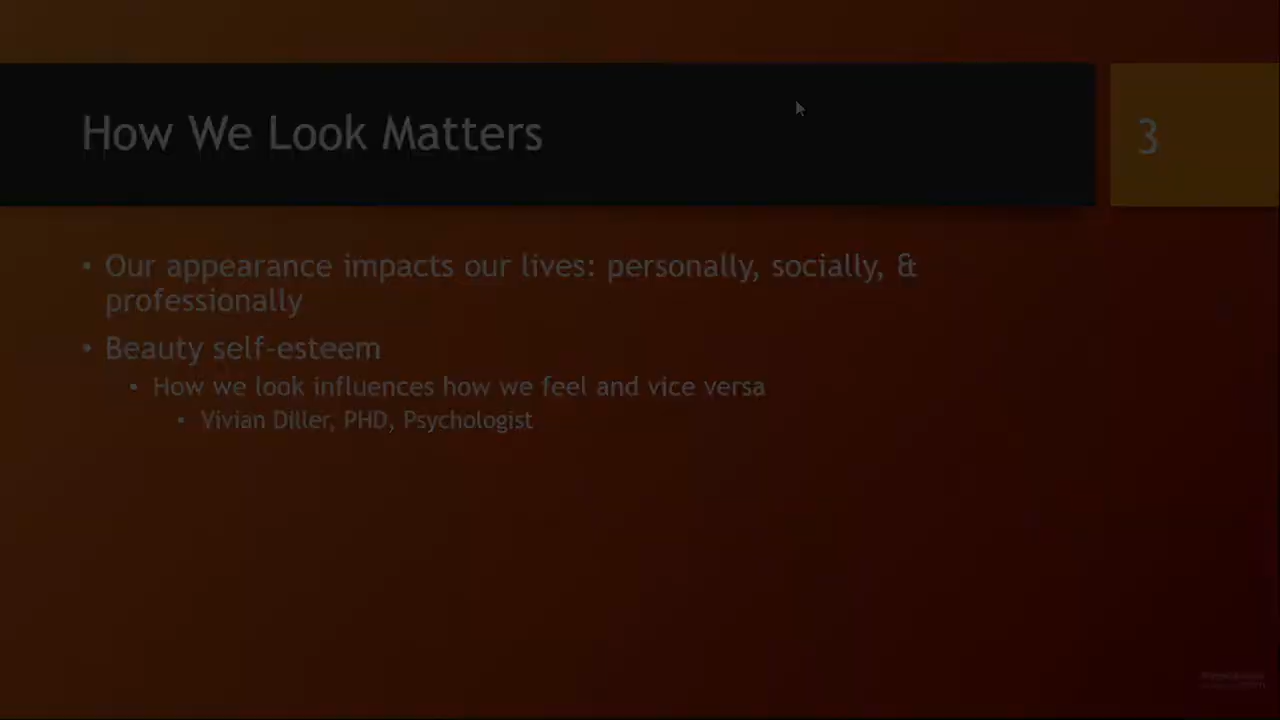 How We Look Matters
3
• Our appearance impacts our lives: personally, socially, &
professionally
• Beauty self-esteem
• How we look influences how we feel and vice versa
• Vivian Diller, PHD, Psychologist